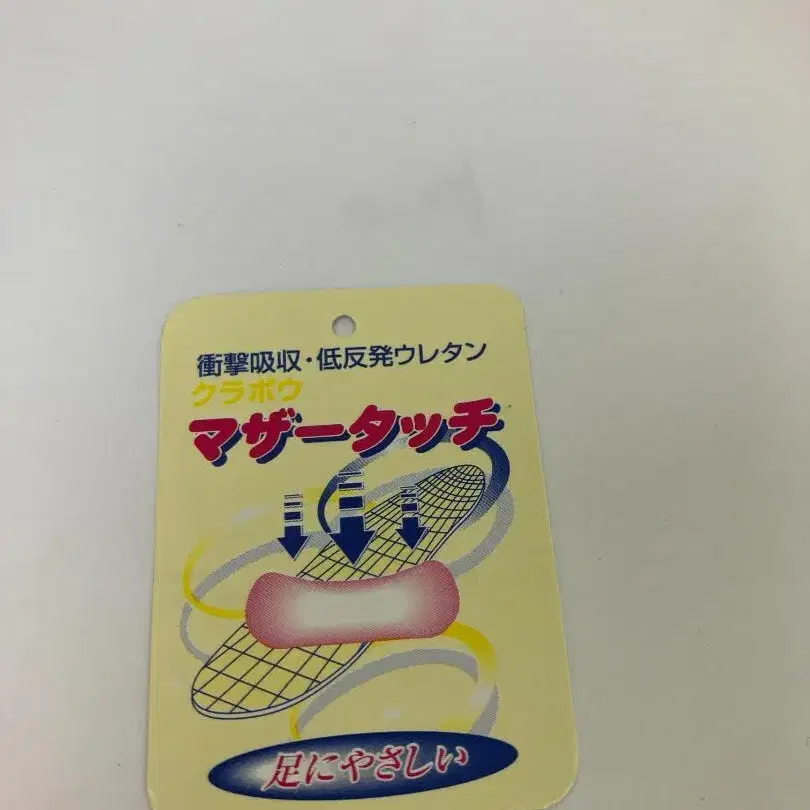 衝撃吸収・低反発ウレタン
クラボウ
マザータッチ
足にやさしい